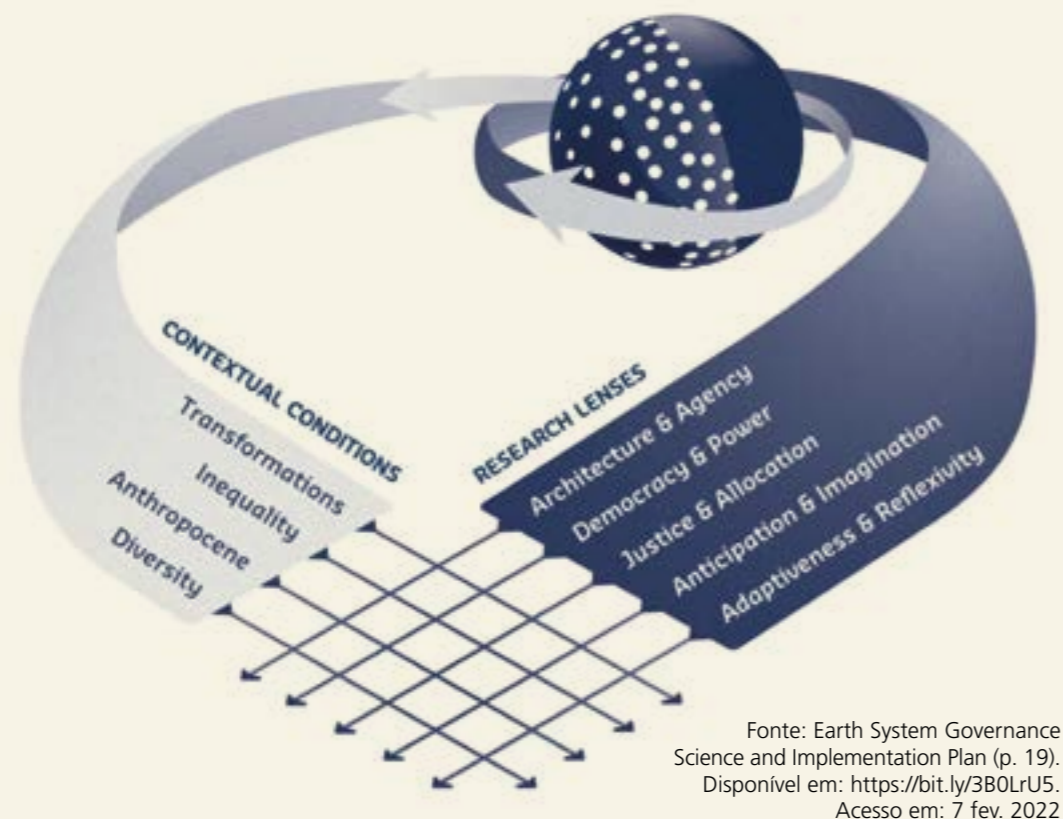 CONTEXTUAL CONDITIONS
Transformations
Inequality
Anthropocene
Diversity
RESEARCH LENSES
Architecture & Agency
Democracy & Power
Justice & Allocation
Anticipation & Imagination
Adaptiveness & Reflexivity
Fonte: Earth System Governance
Science and Implementation Plan (p. 19).
Disponível em: https://bit.ly/3B0LrU5.
Acesso em: 7 fev. 2022